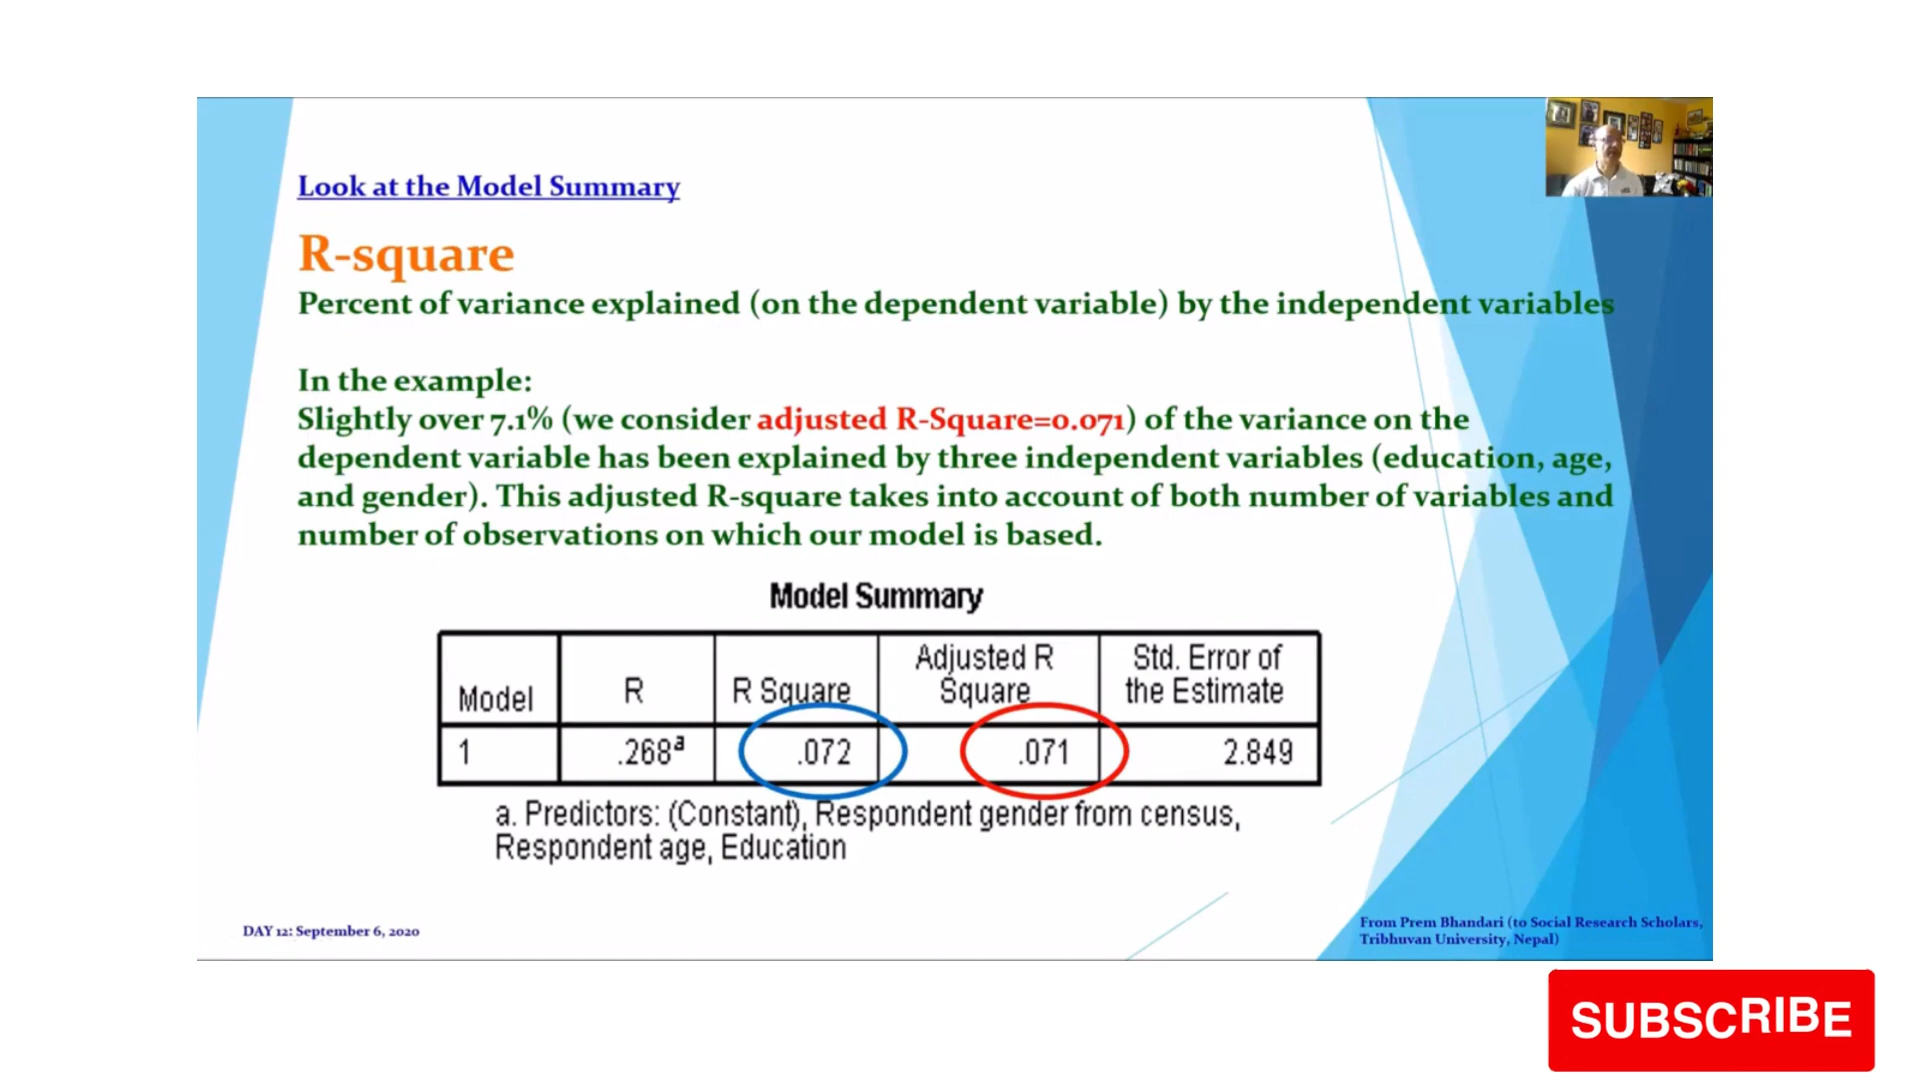 Look at the Model Summary
R-square
Percent of variance explained (on the dependent variable) by the independent variables
In the example:
Slightly over 7.1% (we consider adjusted R-Square=0.071) of the variance on the
dependent variable has been explained by three independent variables (education, age,
and gender). This adjusted R-square takes into account of both number of variables and
number of observations on which our model is based.
Model Summary
Model R R Square Adjusted R Square Std. Error of the Estimate
1 .268a .072 .071 2.849
a. Predictors: (Constant), Respondent gender from census,
Respondent age, Education
DAY 12: September 6, 2020
From Prem Bhandari (to Social Research Scholars,
Tribhuvan University, Nepal)
SUBSCRIBE